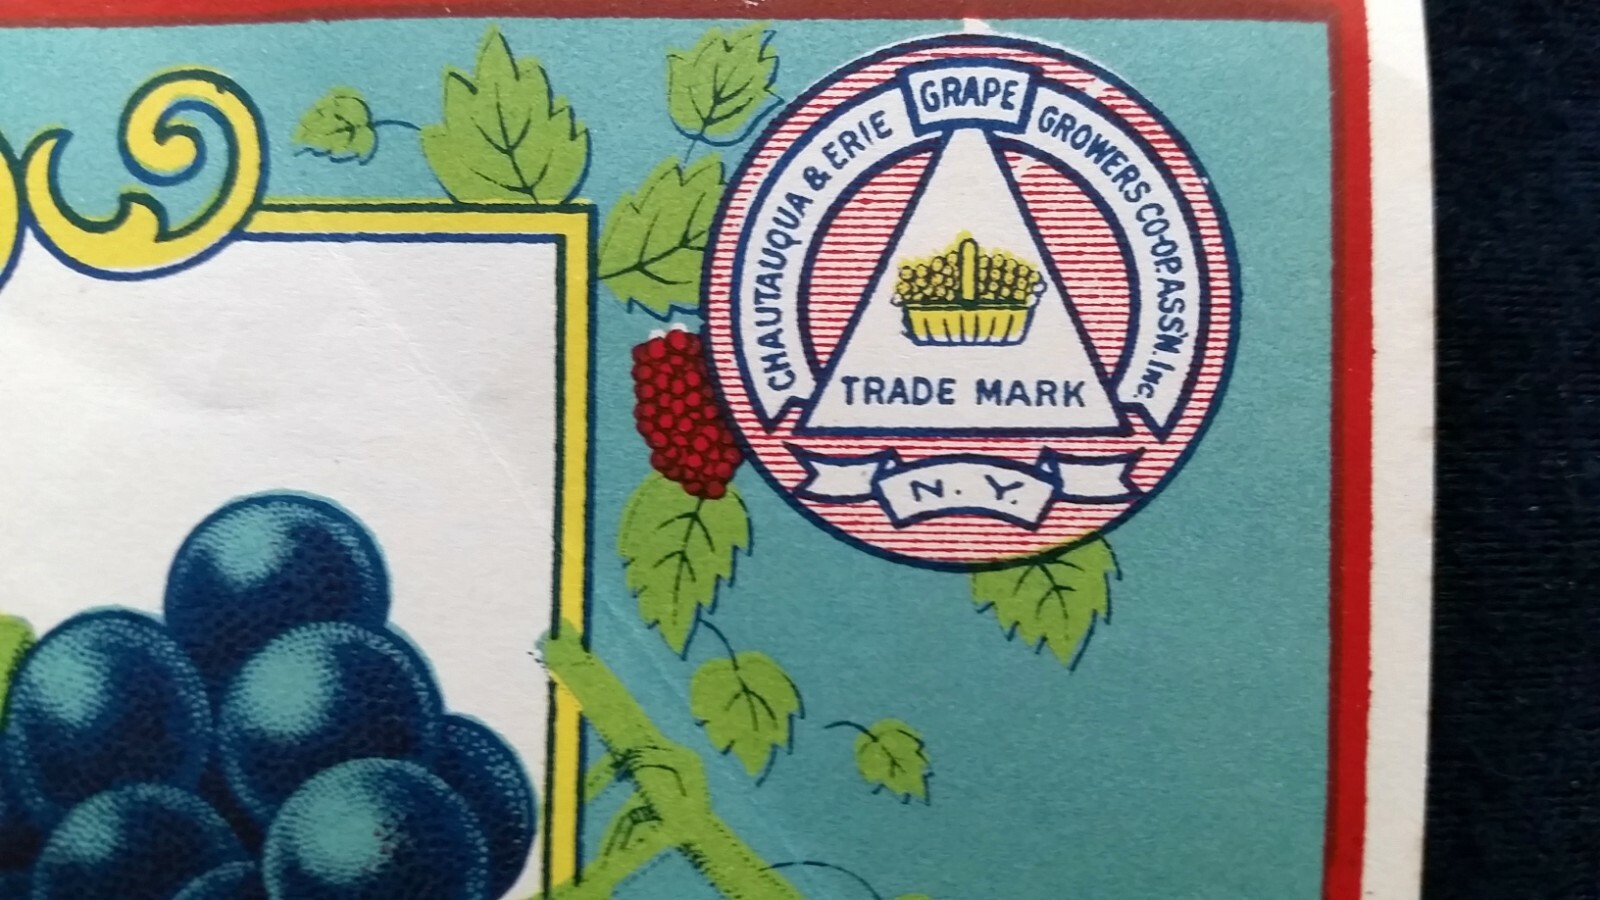 CHAUTAUQUA & ERIE GRAPE GROWERS CO-OP. ASS'N. Inc.
TRADE MARK
N. Y.